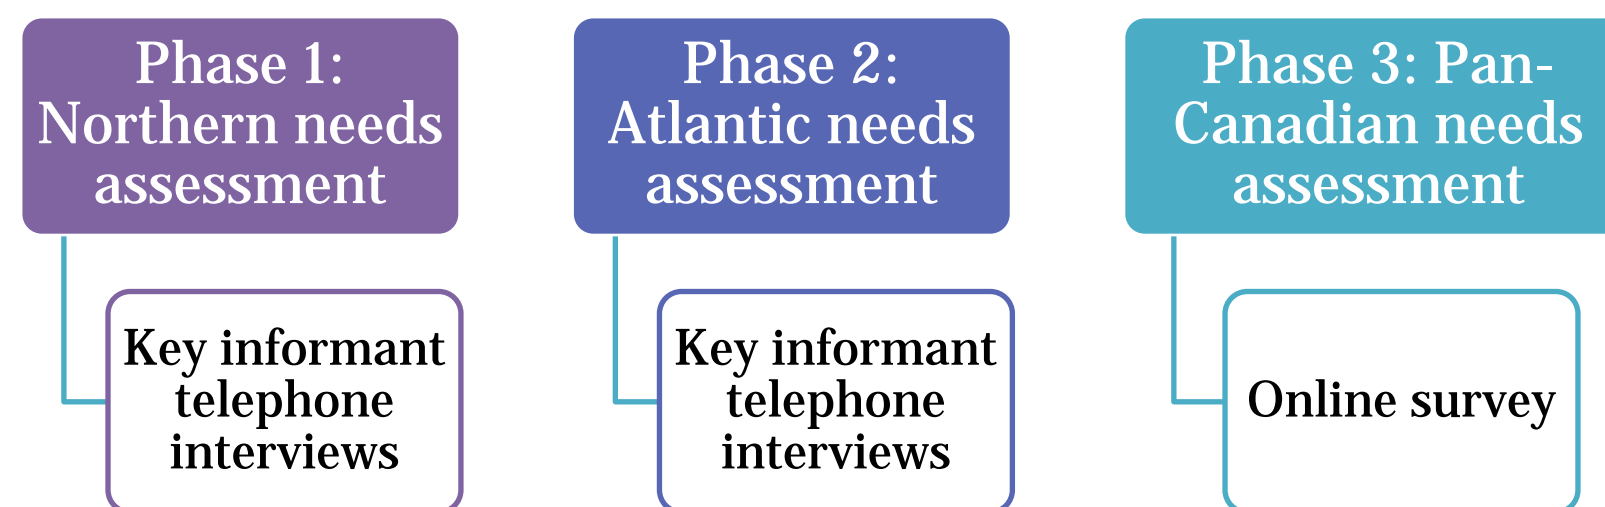 Phase 1:
Northern needs
assessment
Key informant
telephone
interviews
Phase 2:
Atlantic needs
assessment
Key informant
telephone
interviews
Phase 3: Pan-
Canadian needs
assessment
Online survey